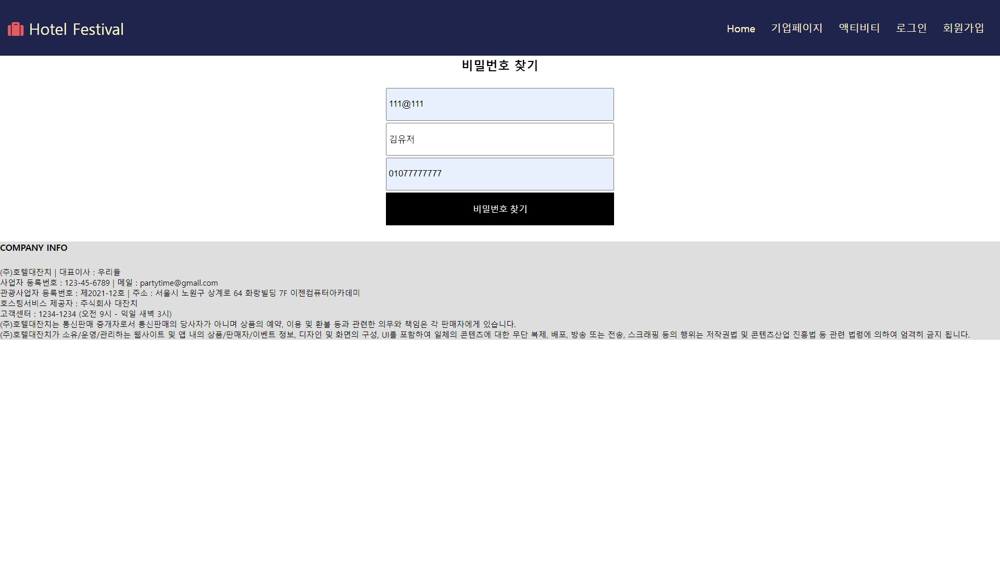 Hotel Festival
Home 기업페이지 액티비티 로그인 회원가입
비밀번호 찾기
111@111
김유저
01077777777
비밀번호 찾기
COMPANY INFO
(주)호텔대잔치 | 대표이사 : 우리들
사업자 등록번호 : 123-45-6789 | 메일 : partytime@gmail.com
관광사업자 등록번호 : 제2021-12호 | 주소 : 서울시 노원구 상계로 64 화랑빌딩 7F 이젠컴퓨터아카데미
호스팅서비스 제공자 : 주식회사 대잔치
고객센터 : 1234-1234 (오전 9시 - 익일 새벽 3시)
(주)호텔대잔치는 통신판매 중개자로서 통신판매의 당사자가 아니며 상품의 예약, 이용 및 환불 등과 관련한 의무와 책임은 각 판매자에게 있습니다.
(주)호텔대잔치가 소유/운영/관리하는 웹사이트 및 앱 내의 상품/판매자/이벤트 정보, 디자인 및 화면의 구성, UI를 포함하여 일체의 콘텐츠에 대한 무단 복제, 배포, 방송 또는 전송, 스크래핑 등의 행위는 저작권법 및 콘텐츠산업 진흥법 등 관련 법령에 의하여 엄격히 금지 됩니다.